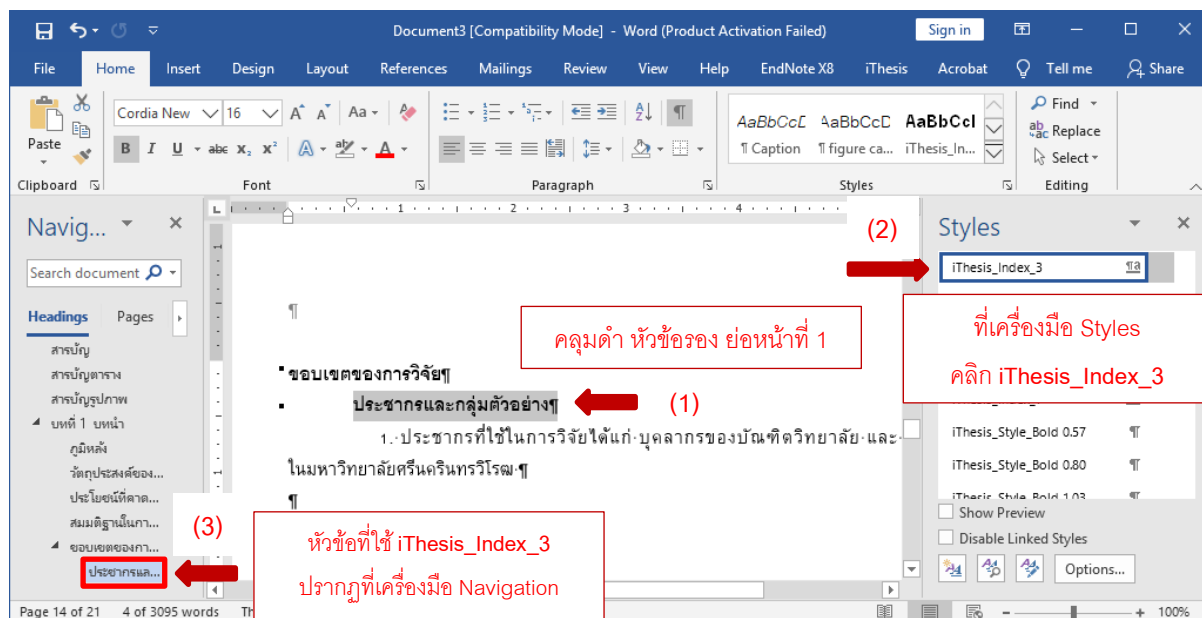 Document3 [Compatibility Mode] - Word (Product Activation Failed)
Sign in
File Home Insert Design Layout References Mailings Review View Help EndNote X8 iThesis Acrobat Tell me Share
Cordia New 16 Aa
Paste
B I U abc x₂ x² A A
AaBbCcL AaBbCcD AaBbCcl
¶ Caption ¶ figure ca... iThesis_In...
Find
Replace
Select
Clipboard Font Paragraph Styles Editing
Navig...
Search document
Headings Pages
สารบัญ
สารบัญตาราง
สารบัญรูปภาพ
บทที่ 1 บทนำ
ภูมิหลัง
วัตถุประสงค์ของ...
ประโยชน์ที่คาด...
สมมติฐานในกา...
ขอบเขตของกา...
ประชากรแล...
(3)
L 1 2 3 4
¶
คลุมดำ หัวข้อรอง ย่อหน้าที่ 1
ขอบเขตของการวิจัย¶
ประชากรและกลุ่มตัวอย่าง¶
(1)
1. ประชากรที่ใช้ในการวิจัยได้แก่ บุคลากรของบัณฑิตวิทยาลัย และ
ในมหาวิทยาลัยศรีนครินทรวิโรฒ ¶
¶
หัวข้อที่ใช้ iThesis_Index_3
ปรากฏที่เครื่องมือ Navigation
(2)
Styles
iThesis_Index_3 ¶a
ที่เครื่องมือ Styles
คลิก iThesis_Index_3
iThesis_Style_Bold 0.57 ¶
iThesis_Style_Bold 0.80 ¶
iThesis_Style_Bold 1.03 ¶
Show Preview
Disable Linked Styles
Options...
Page 14 of 21 4 of 3095 words Th
100%